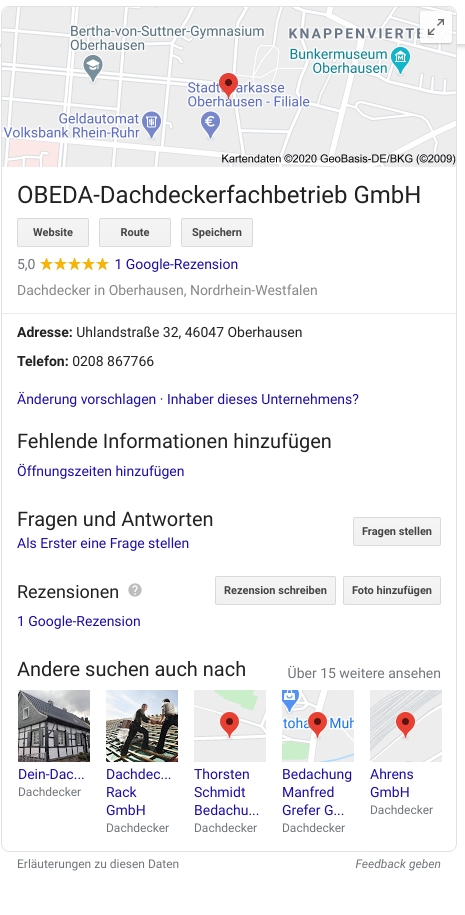 Bertha-von-Suttner-Gymnasium
Oberhausen
KNAPPENVIERTE
Bunkermuseum
Oberhausen
Stadtsparkasse
Oberhausen - Filiale
Geldautomat
Volksbank Rhein-Ruhr
Kartendaten ©2020 GeoBasis-DE/BKG (©2009)
OBEDA-Dachdeckerfachbetrieb GmbH
Website
Route
Speichern
5,0 ★★★★★ 1 Google-Rezension
Dachdecker in Oberhausen, Nordrhein-Westfalen
Adresse: Uhlandstraße 32, 46047 Oberhausen
Telefon: 0208 867766
Änderung vorschlagen · Inhaber dieses Unternehmens?
Fehlende Informationen hinzufügen
Öffnungszeiten hinzufügen
Fragen und Antworten
Fragen stellen
Als Erster eine Frage stellen
Rezensionen ?
Rezension schreiben
Foto hinzufügen
1 Google-Rezension
Andere suchen auch nach
Über 15 weitere ansehen
Dein-Dac...
Dachdecker
Dachdec...
Rack
GmbH
Dachdecker
Thorsten
Schmidt
Bedachu...
Dachdecker
toha Muh
Bedachung
Manfred
Grefer G...
Dachdecker
Ahrens
GmbH
Dachdecker
Erläuterungen zu diesen Daten
Feedback geben